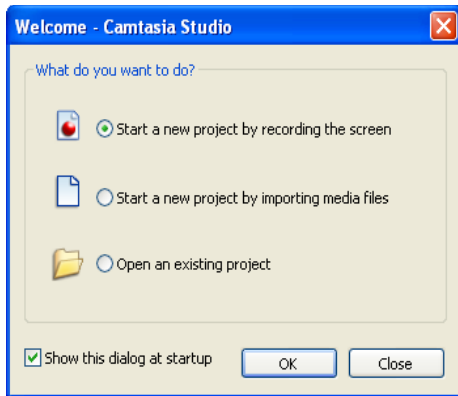 Welcome - Camtasia Studio
What do you want to do?
Start a new project by recording the screen
Start a new project by importing media files
Open an existing project
Show this dialog at startup
OK
Close